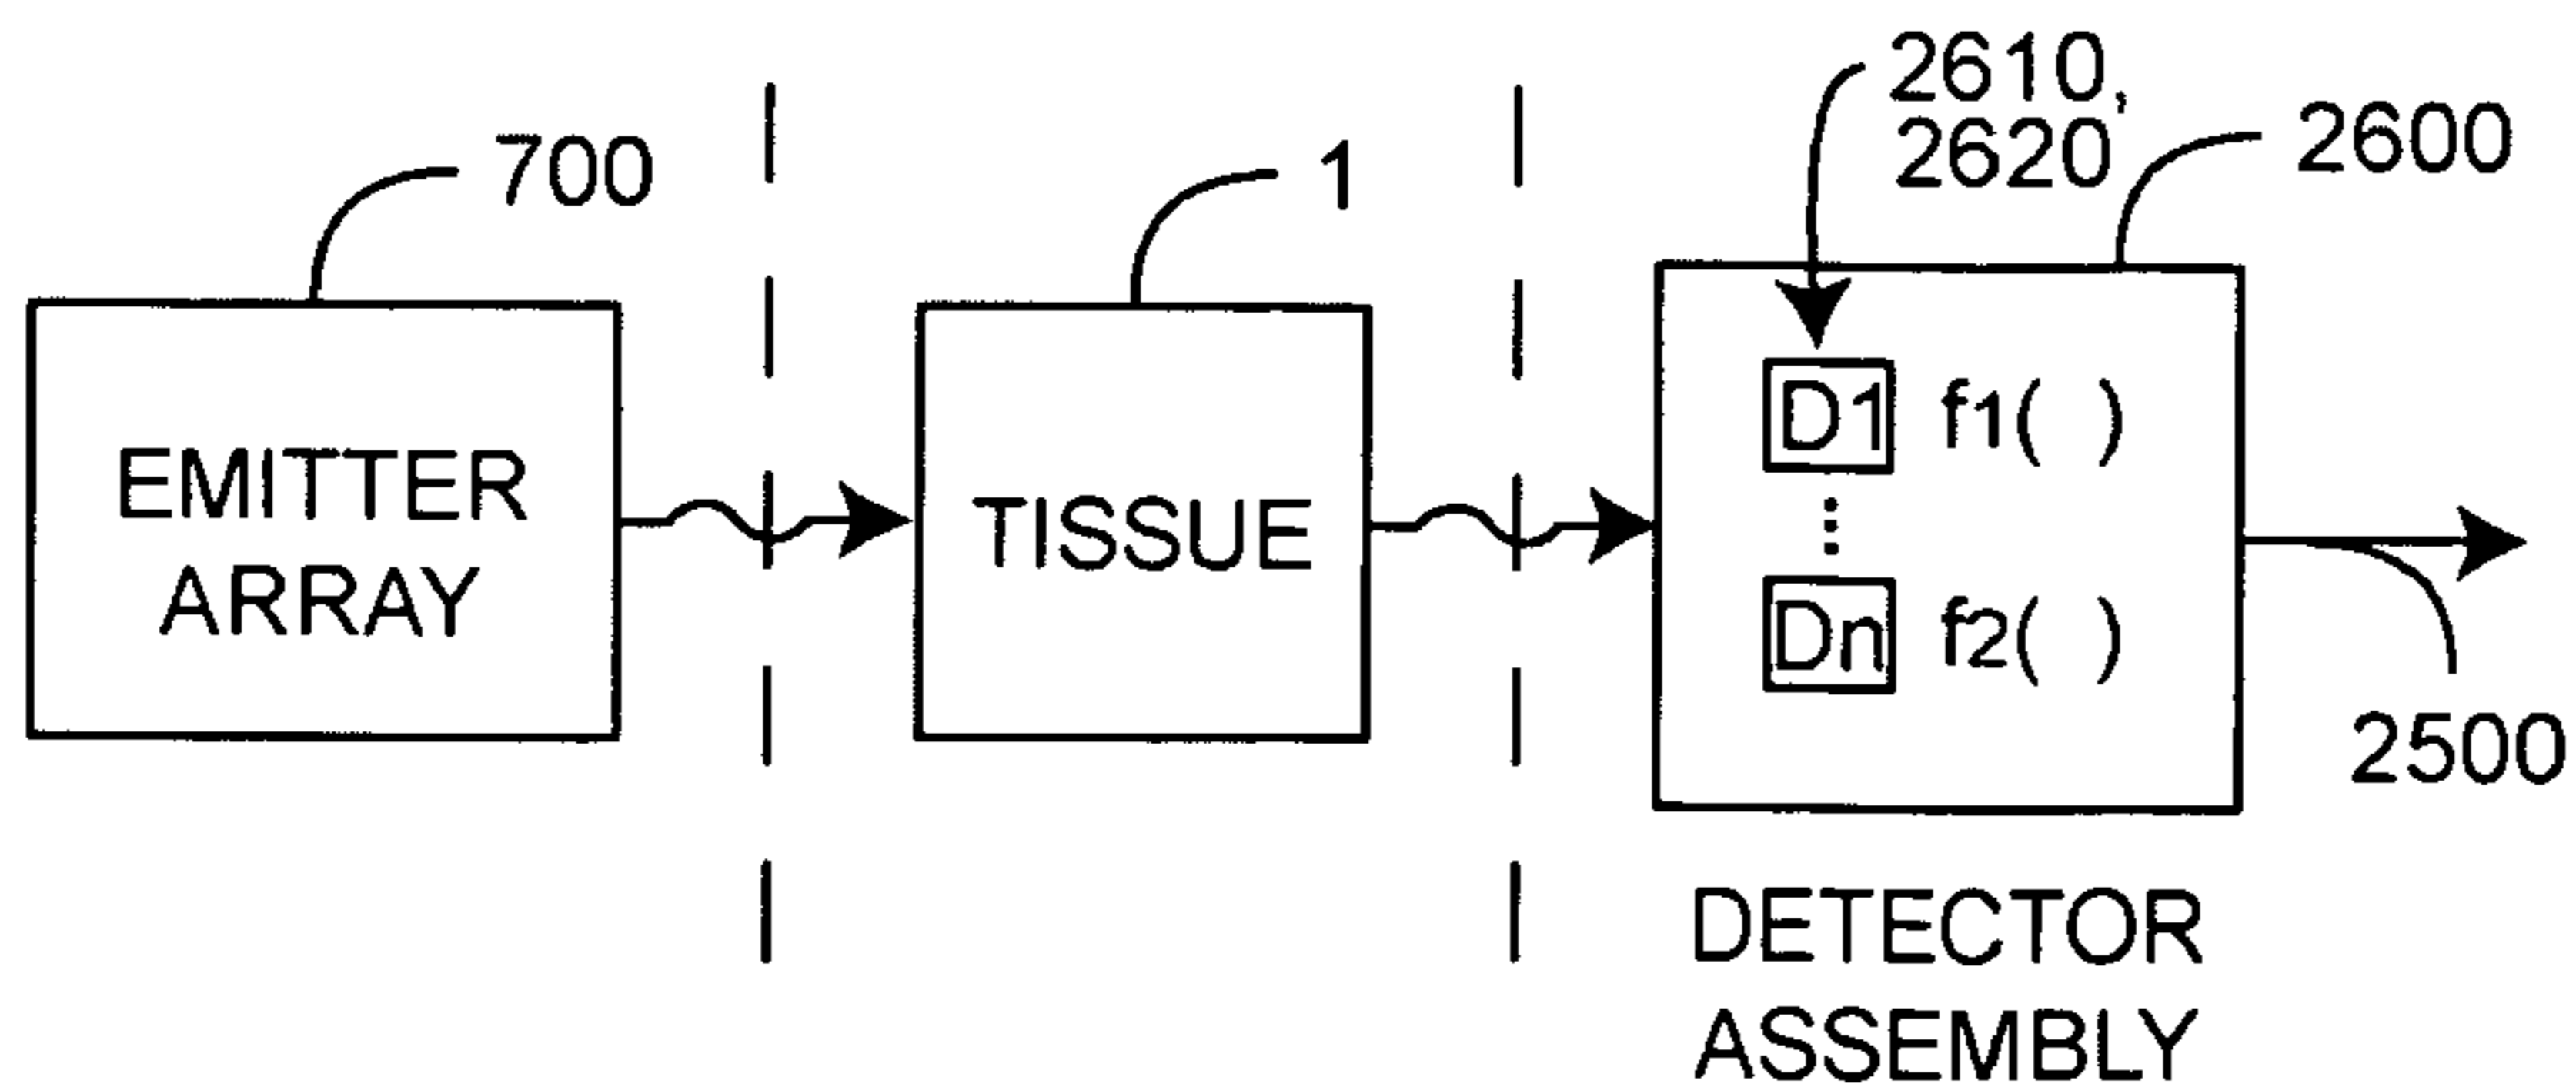 700
1
2610,
2620
2600
EMITTER
ARRAY
TISSUE
D1 f1( )
Dn f2( )
2500
DETECTOR
ASSEMBLY